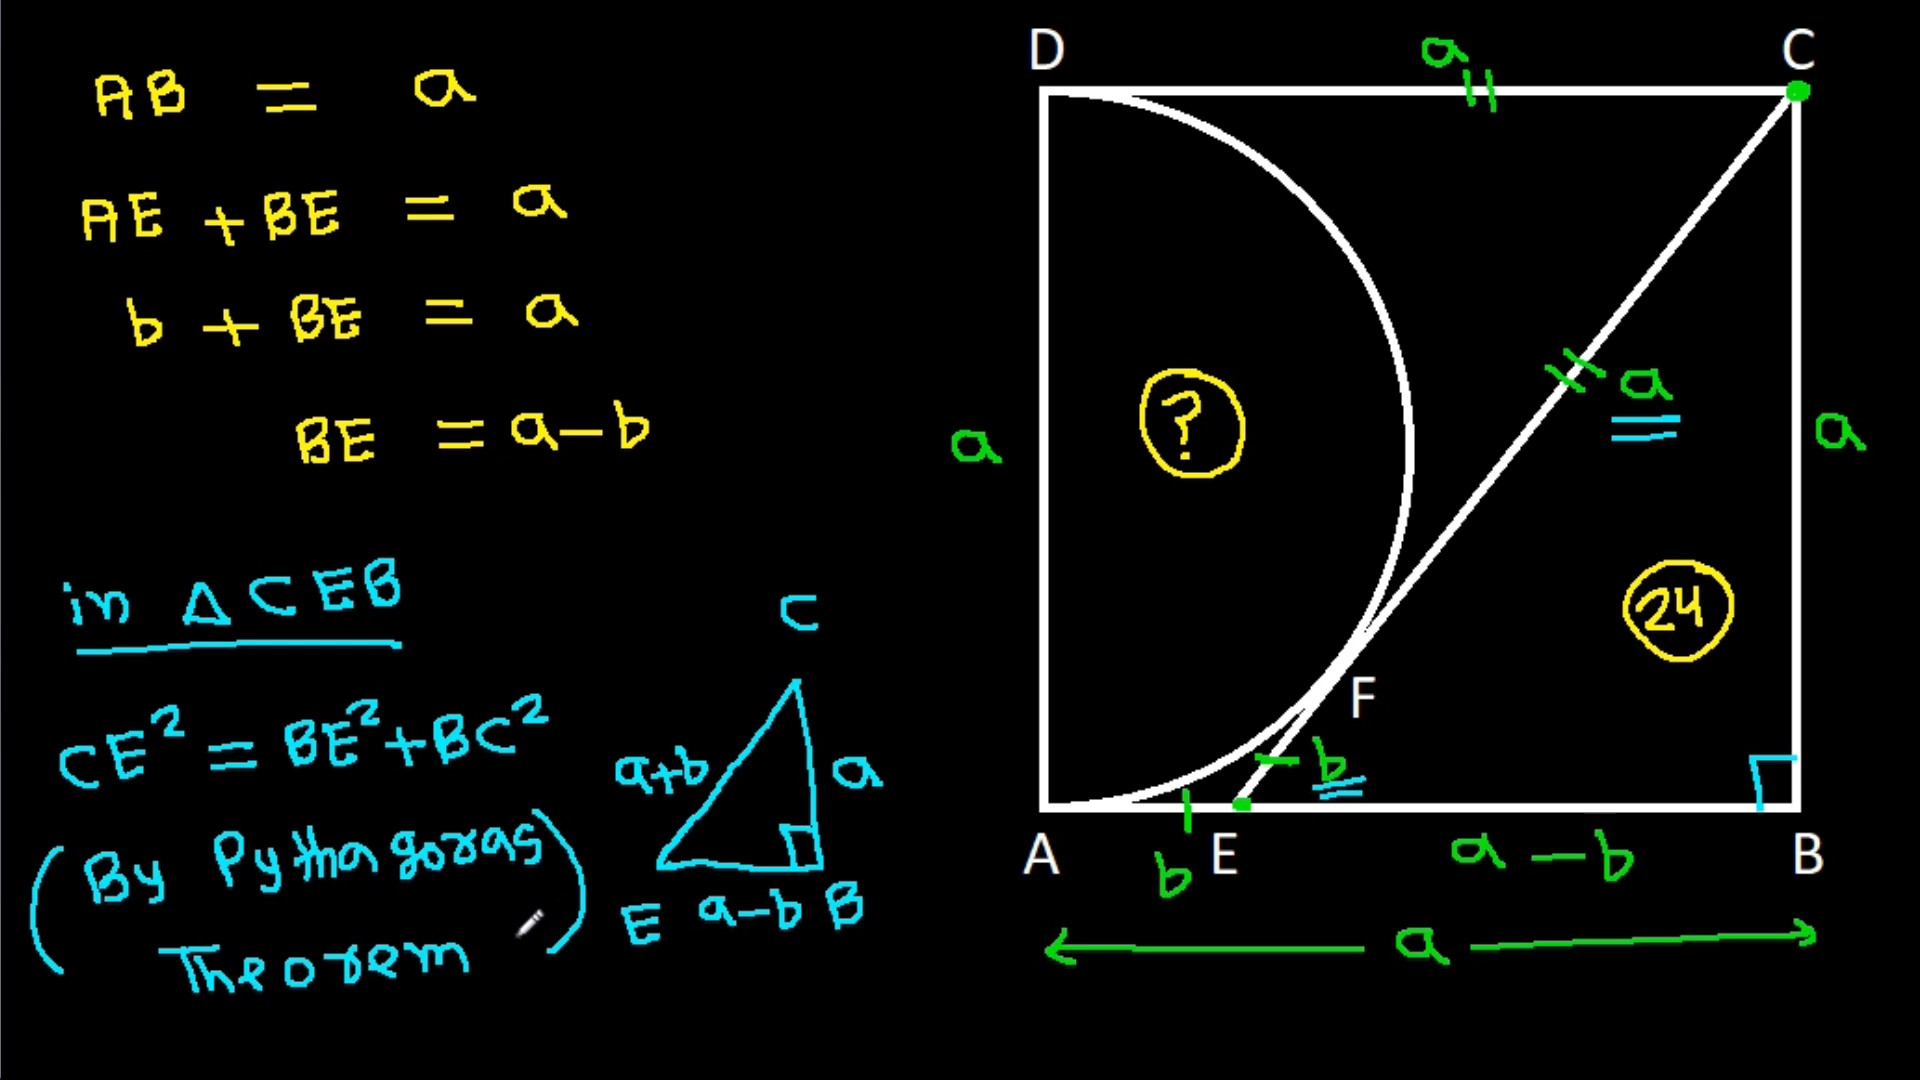 AB = a
AE + BE = a
b + BE = a
BE = a - b
in Δ CEB
CE² = BE² + BC²
(By Pythagoras
Theorem)
C
a+b
a
E a-b B
D a C
a
?
a
a
24
F
b
A b E a - b B
a